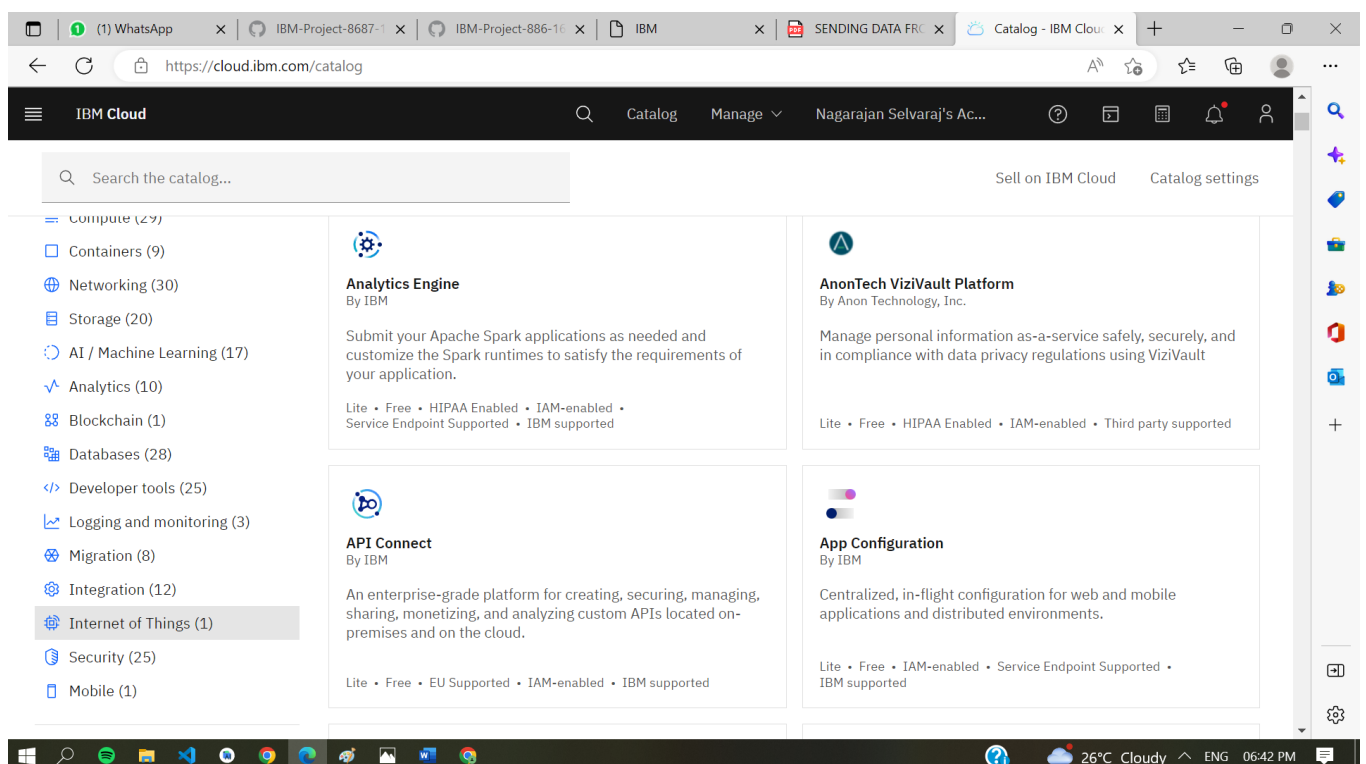 (1) WhatsApp
IBM-Project-8687-1
IBM-Project-886-16
IBM
SENDING DATA FRO
Catalog - IBM Cloud
https://cloud.ibm.com/catalog
IBM Cloud
Catalog
Manage
Nagarajan Selvaraj's Ac...
Search the catalog...
Sell on IBM Cloud
Catalog settings
Compute (29)
Containers (9)
Networking (30)
Storage (20)
AI / Machine Learning (17)
Analytics (10)
Blockchain (1)
Databases (28)
Developer tools (25)
Logging and monitoring (3)
Migration (8)
Integration (12)
Internet of Things (1)
Security (25)
Mobile (1)
Analytics Engine
By IBM
Submit your Apache Spark applications as needed and
customize the Spark runtimes to satisfy the requirements of
your application.
Lite • Free • HIPAA Enabled • IAM-enabled •
Service Endpoint Supported • IBM supported
AnonTech ViziVault Platform
By Anon Technology, Inc.
Manage personal information as-a-service safely, securely, and
in compliance with data privacy regulations using ViziVault
Lite • Free • HIPAA Enabled • IAM-enabled • Third party supported
API Connect
By IBM
An enterprise-grade platform for creating, securing, managing,
sharing, monetizing, and analyzing custom APIs located on-
premises and on the cloud.
Lite • Free • EU Supported • IAM-enabled • IBM supported
App Configuration
By IBM
Centralized, in-flight configuration for web and mobile
applications and distributed environments.
Lite • Free • IAM-enabled • Service Endpoint Supported •
IBM supported
26°C Cloudy
ENG
06:42 PM